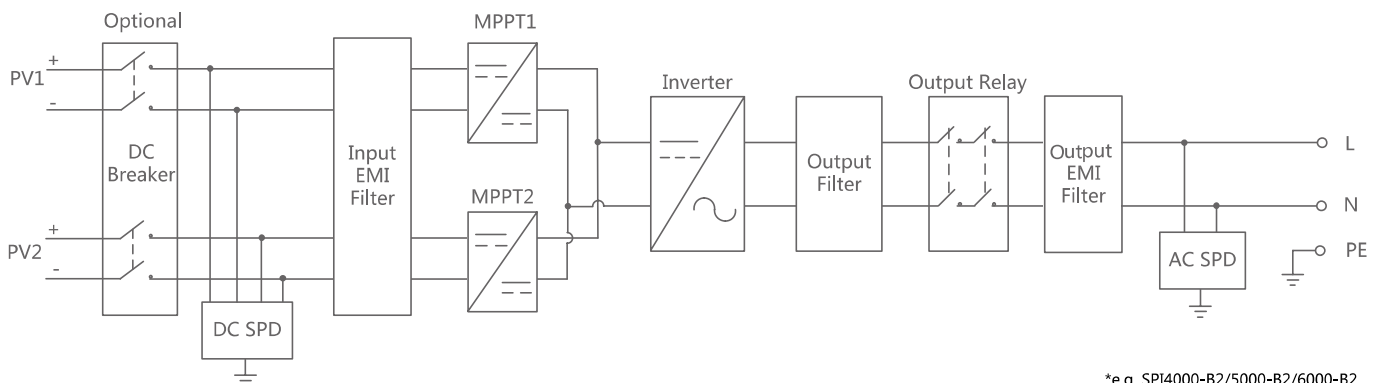 Optional
MPPT1
PV1
+
-
DC
Breaker
Input
EMI
Filter
Inverter
Output Relay
Output
Filter
Output
EMI
Filter
L
N
PE
MPPT2
PV2
+
-
DC SPD
AC SPD
*e.g. SPI4000-B2/5000-B2/6000-B2